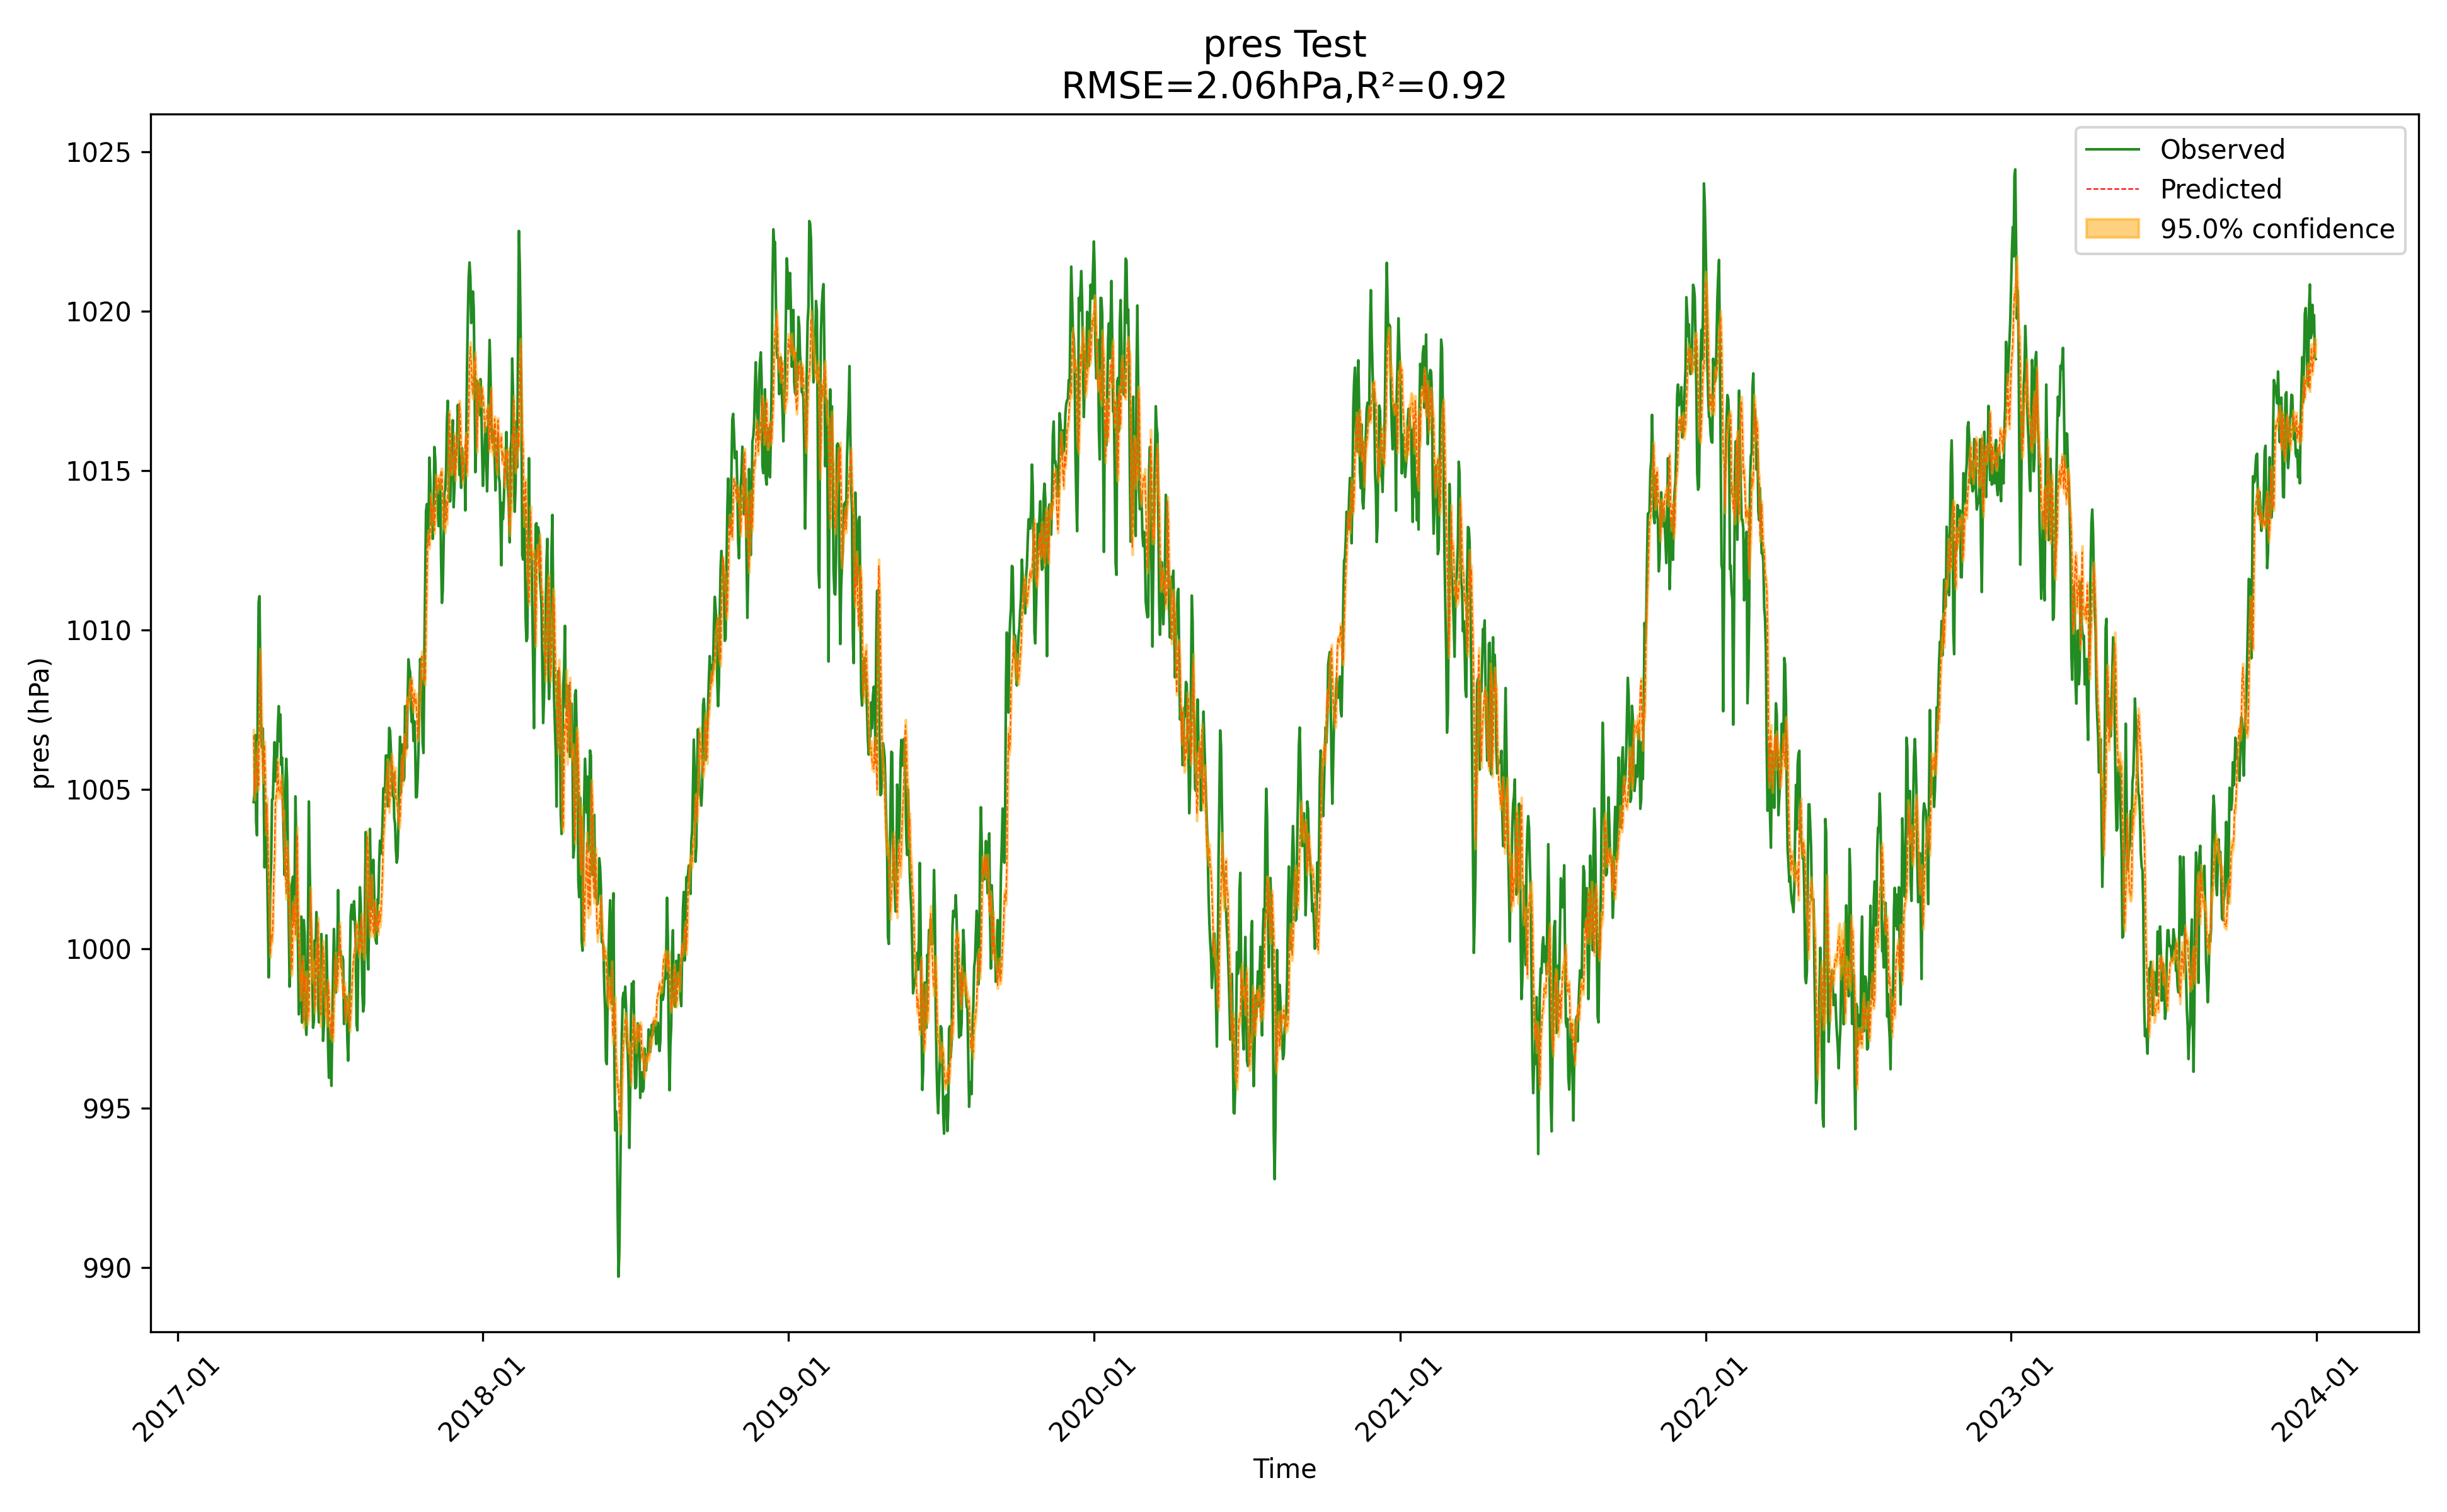 pres Test
RMSE=2.06hPa,R²=0.92
Observed
Predicted
95.0% confidence
pres (hPa)
1025
1020
1015
1010
1005
1000
995
990
2017-01
2018-01
2019-01
2020-01
2021-01
2022-01
2023-01
2024-01
Time